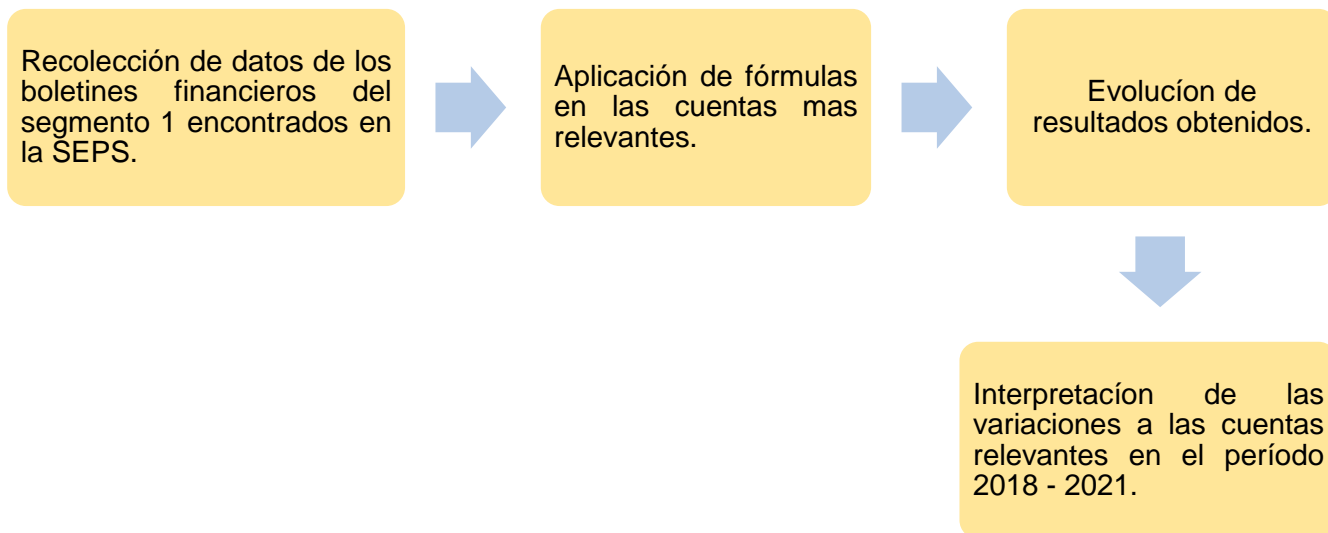 Recolección de datos de los
boletines financieros del
segmento 1 encontrados en
la SEPS.
Aplicación de fórmulas
en las cuentas mas
relevantes.
Evolucíon de
resultados obtenidos.
Interpretacíon de las
variaciones a las cuentas
relevantes en el período
2018 - 2021.